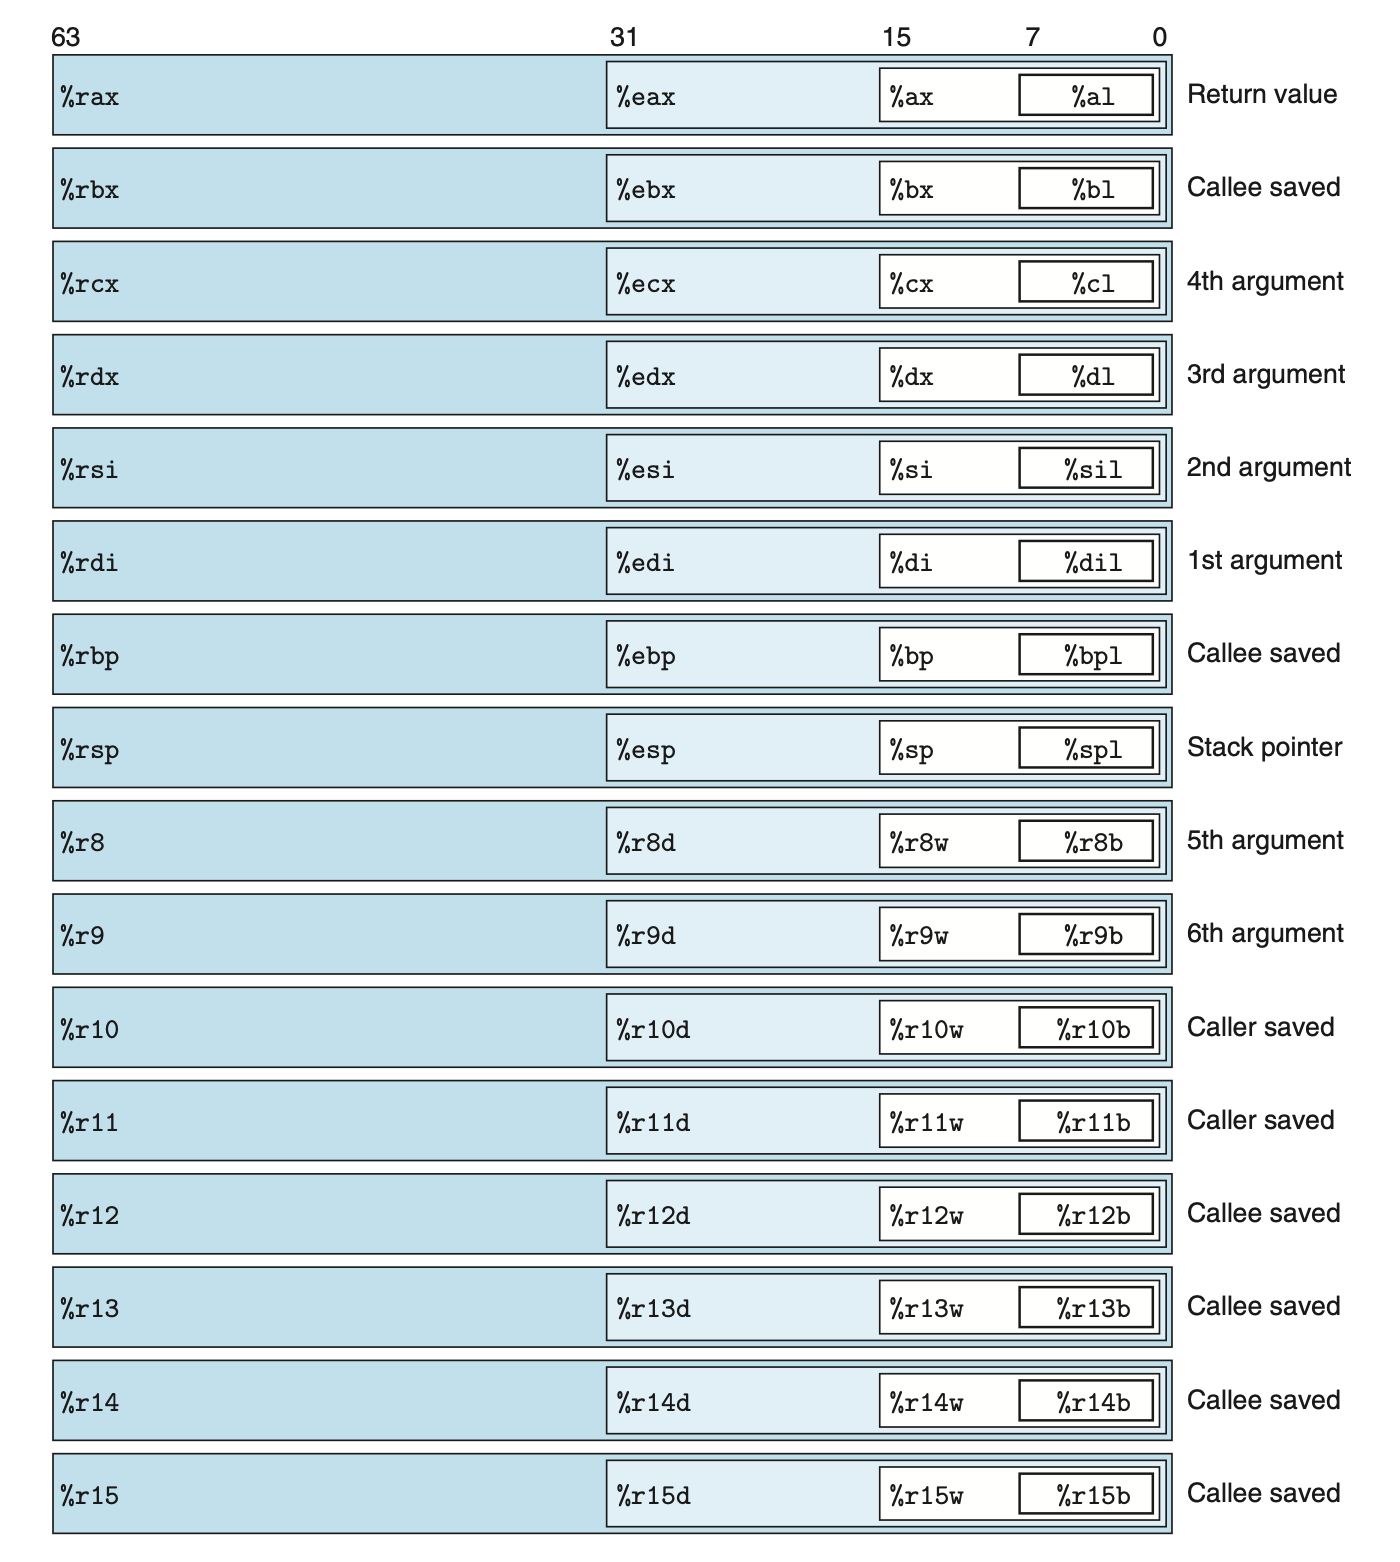 63 31 15 7 0
%rax %eax %ax %al Return value
%rbx %ebx %bx %bl Callee saved
%rcx %ecx %cx %cl 4th argument
%rdx %edx %dx %dl 3rd argument
%rsi %esi %si %sil 2nd argument
%rdi %edi %di %dil 1st argument
%rbp %ebp %bp %bpl Callee saved
%rsp %esp %sp %spl Stack pointer
%r8 %r8d %r8w %r8b 5th argument
%r9 %r9d %r9w %r9b 6th argument
%r10 %r10d %r10w %r10b Caller saved
%r11 %r11d %r11w %r11b Caller saved
%r12 %r12d %r12w %r12b Callee saved
%r13 %r13d %r13w %r13b Callee saved
%r14 %r14d %r14w %r14b Callee saved
%r15 %r15d %r15w %r15b Callee saved